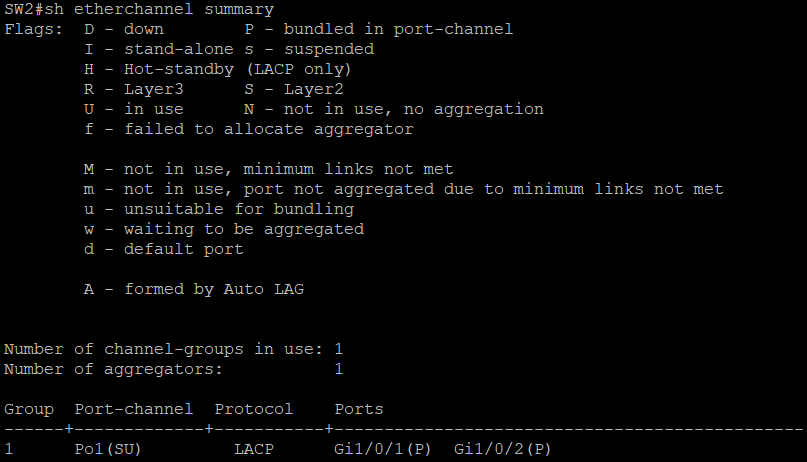 SW2#sh etherchannel summary
Flags:  D - down        P - bundled in port-channel
        I - stand-alone s - suspended
        H - Hot-standby (LACP only)
        R - Layer3      S - Layer2
        U - in use      N - not in use, no aggregation
        f - failed to allocate aggregator

        M - not in use, minimum links not met
        m - not in use, port not aggregated due to minimum links not met
        u - unsuitable for bundling
        w - waiting to be aggregated
        d - default port

        A - formed by Auto LAG


Number of channel-groups in use: 1
Number of aggregators:           1

Group  Port-channel  Protocol    Ports
------+-------------+-----------+-----------------------------------------------
1      Po1(SU)         LACP      Gi1/0/1(P)  Gi1/0/2(P)